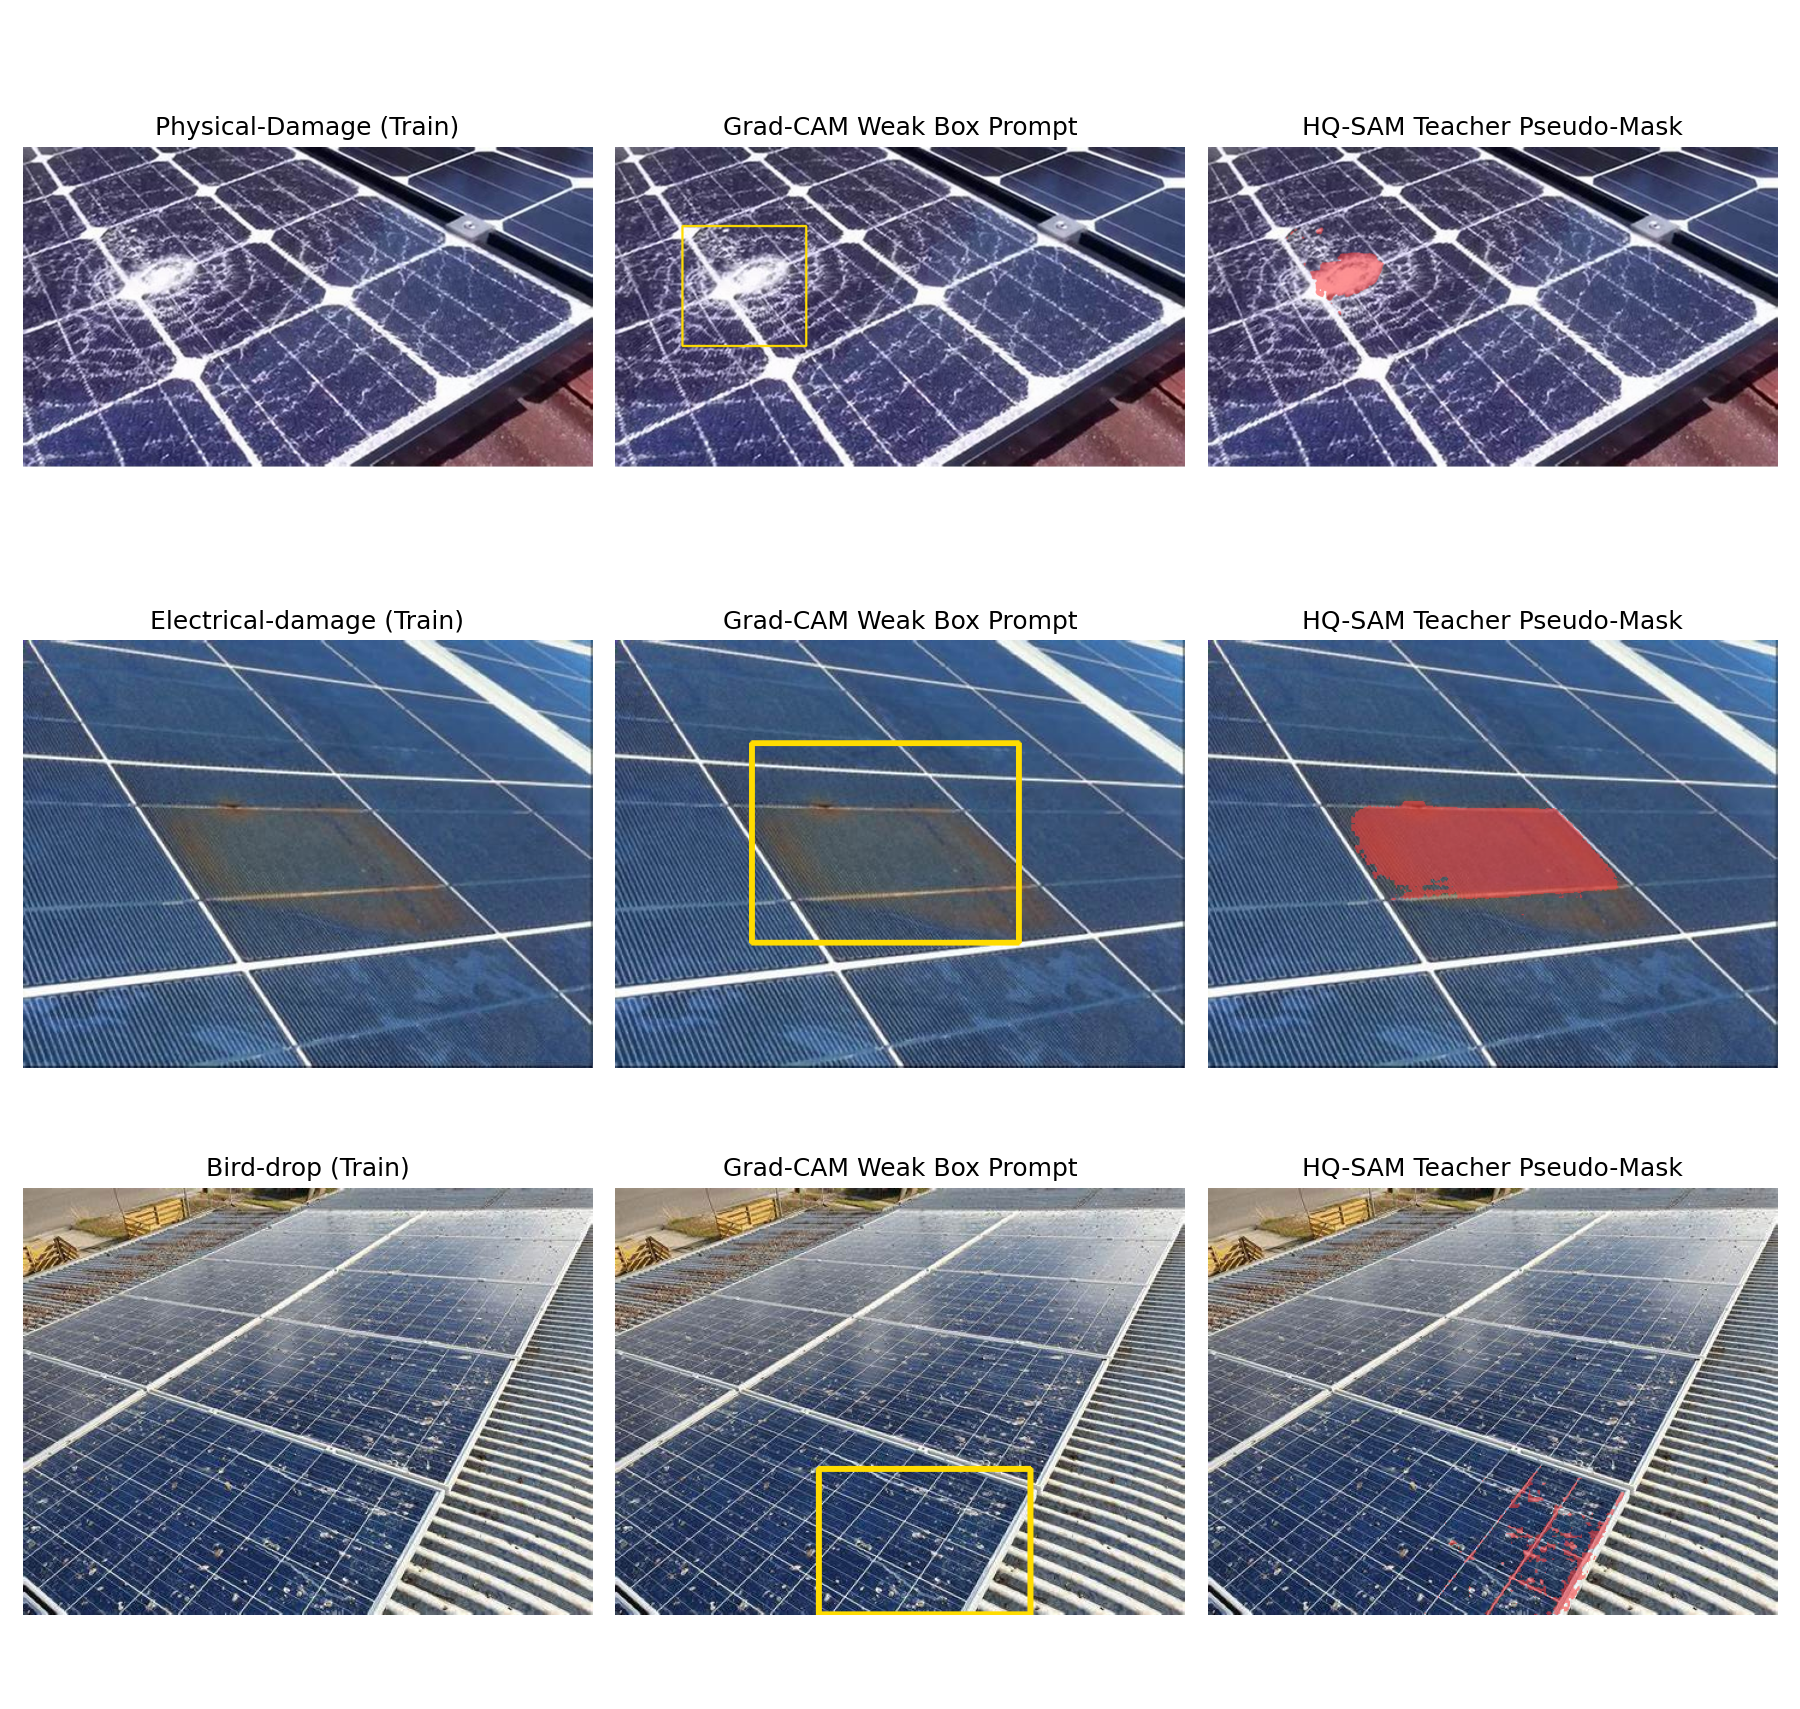 Physical-Damage (Train)
Grad-CAM Weak Box Prompt
HQ-SAM Teacher Pseudo-Mask
Electrical-damage (Train)
Grad-CAM Weak Box Prompt
HQ-SAM Teacher Pseudo-Mask
Bird-drop (Train)
Grad-CAM Weak Box Prompt
HQ-SAM Teacher Pseudo-Mask